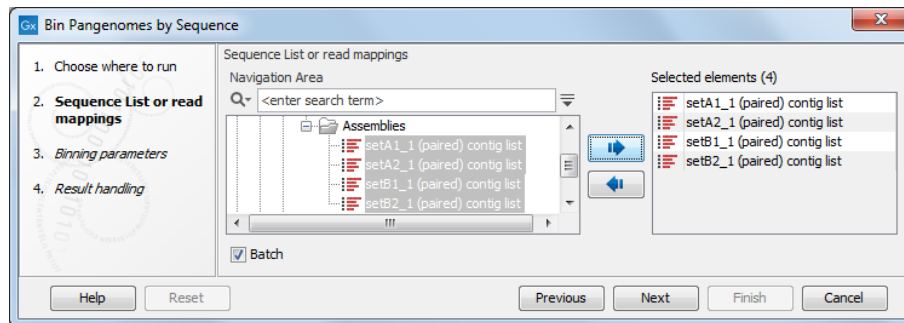 Gx Bin Pangenomes by Sequence
1. Choose where to run
2. Sequence List or read
mappings
3. Binning parameters
4. Result handling
Sequence List or read mappings
Navigation Area
<enter search term>
Assemblies
setA1_1 (paired) contig list
setA2_1 (paired) contig list
setB1_1 (paired) contig list
setB2_1 (paired) contig list
Batch
Selected elements (4)
setA1_1 (paired) contig list
setA2_1 (paired) contig list
setB1_1 (paired) contig list
setB2_1 (paired) contig list
Help
Reset
Previous
Next
Finish
Cancel